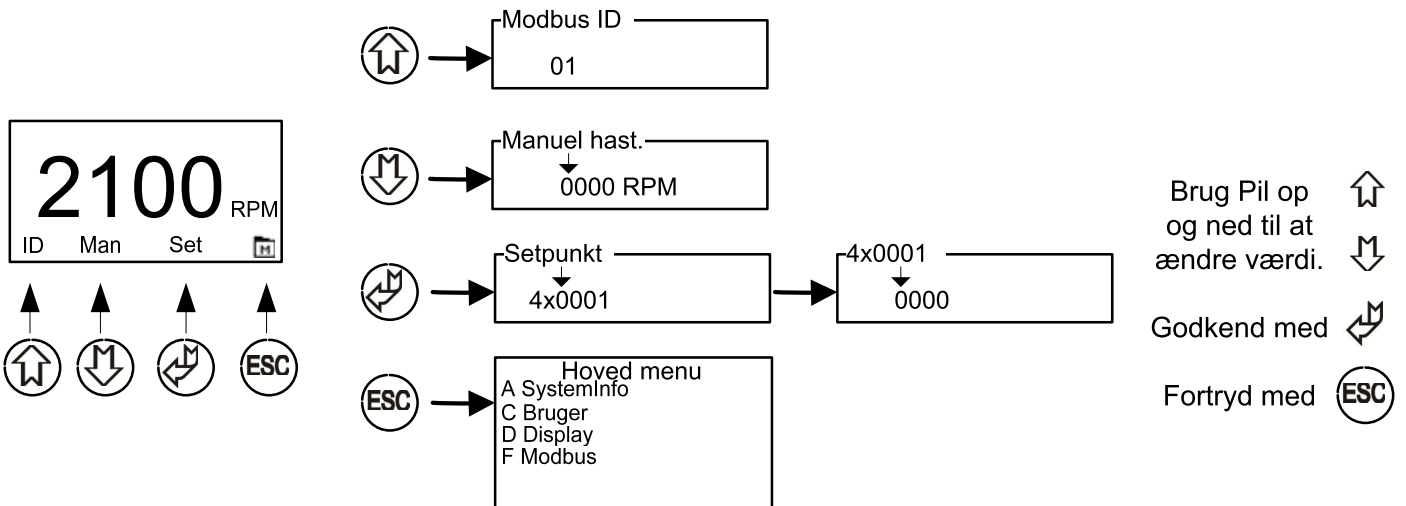 2100 RPM
ID Man Set M
ESC
Modbus ID
01
Manuel hast.
0000 RPM
Setpunkt
4x0001
4x0001
0000
ESC
Hoved menu
A SystemInfo
C Bruger
D Display
F Modbus
Brug Pil op
og ned til at
ændre værdi.
Godkend med
Fortryd med ESC